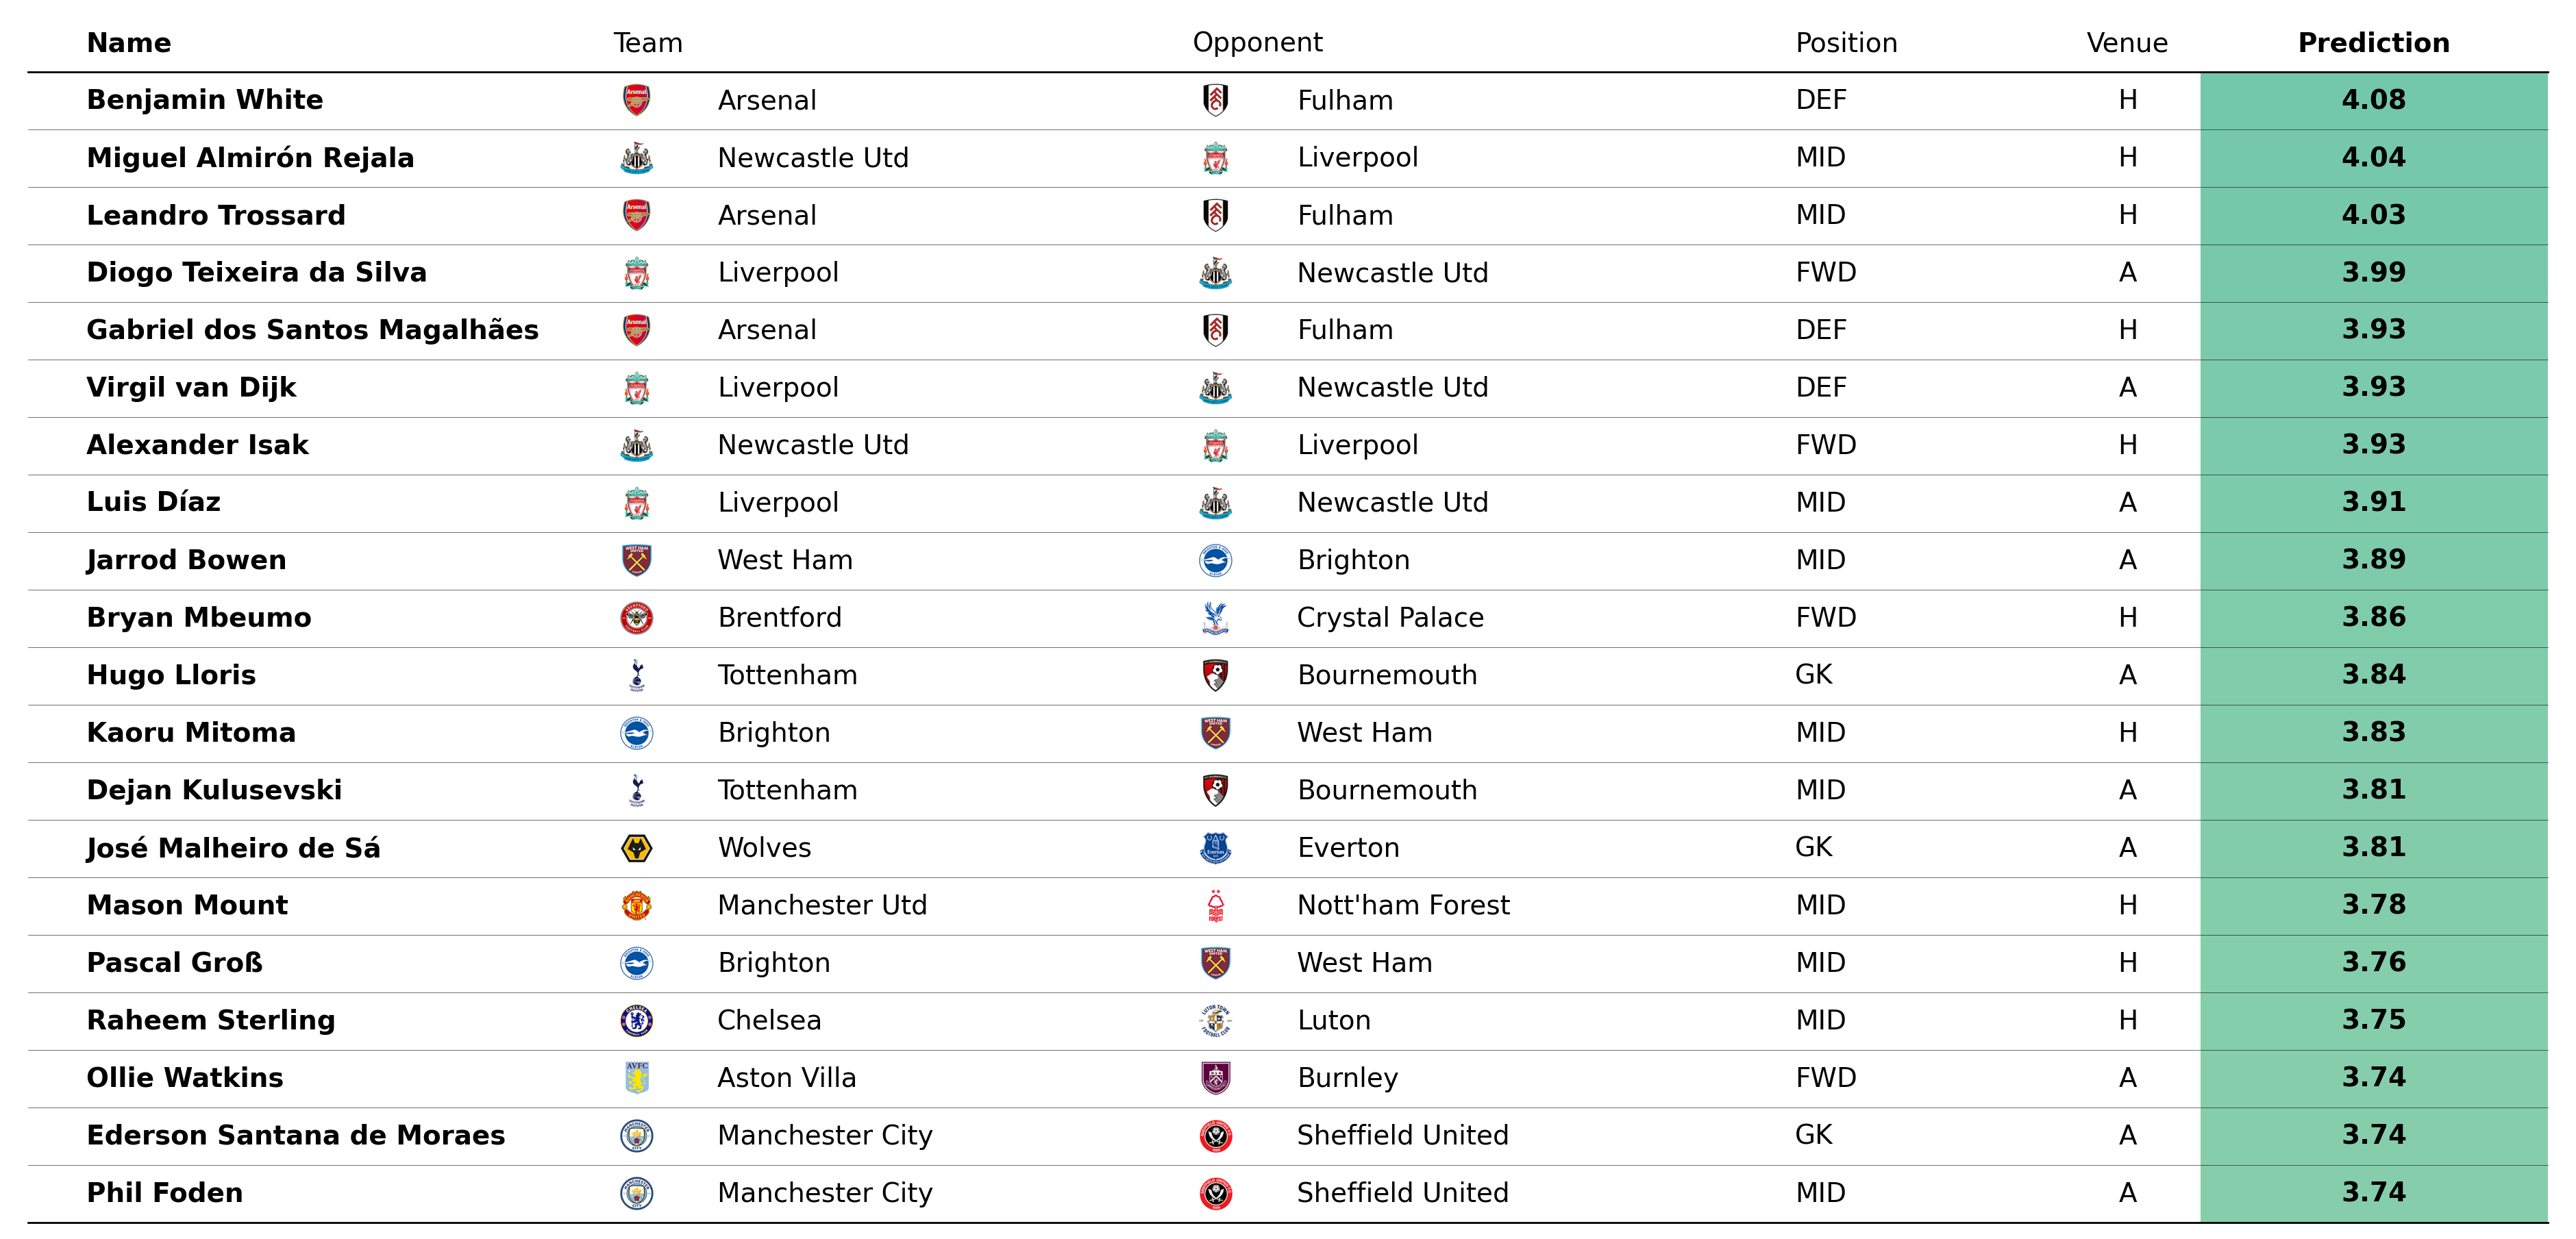 Name Team Opponent Position Venue Prediction
Benjamin White Arsenal Fulham DEF H 4.08
Miguel Almirón Rejala Newcastle Utd Liverpool MID H 4.04
Leandro Trossard Arsenal Fulham MID H 4.03
Diogo Teixeira da Silva Liverpool Newcastle Utd FWD A 3.99
Gabriel dos Santos Magalhães Arsenal Fulham DEF H 3.93
Virgil van Dijk Liverpool Newcastle Utd DEF A 3.93
Alexander Isak Newcastle Utd Liverpool FWD H 3.93
Luis Díaz Liverpool Newcastle Utd MID A 3.91
Jarrod Bowen West Ham Brighton MID A 3.89
Bryan Mbeumo Brentford Crystal Palace FWD H 3.86
Hugo Lloris Tottenham Bournemouth GK A 3.84
Kaoru Mitoma Brighton West Ham MID H 3.83
Dejan Kulusevski Tottenham Bournemouth MID A 3.81
José Malheiro de Sá Wolves Everton GK A 3.81
Mason Mount Manchester Utd Nott'ham Forest MID H 3.78
Pascal Groß Brighton West Ham MID H 3.76
Raheem Sterling Chelsea Luton MID H 3.75
Ollie Watkins Aston Villa Burnley FWD A 3.74
Ederson Santana de Moraes Manchester City Sheffield United GK A 3.74
Phil Foden Manchester City Sheffield United MID A 3.74